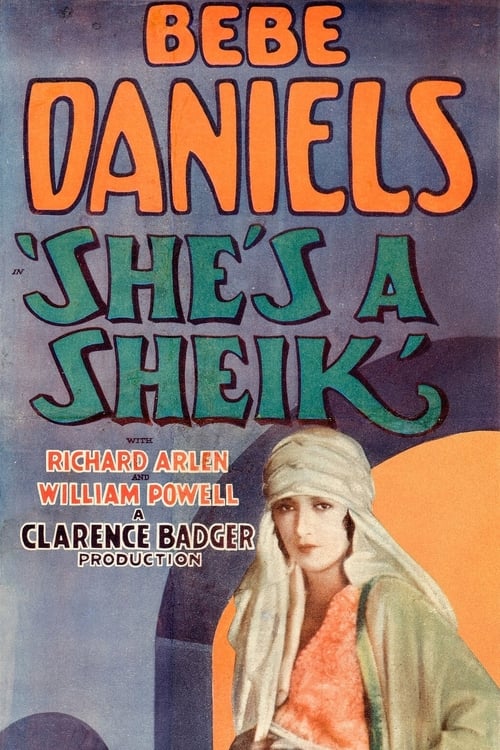 BEBE
DANIELS
IN 'SHE'S A
SHEIK'
WITH
RICHARD ARLEN
AND
WILLIAM POWELL
A
CLARENCE BADGER
PRODUCTION